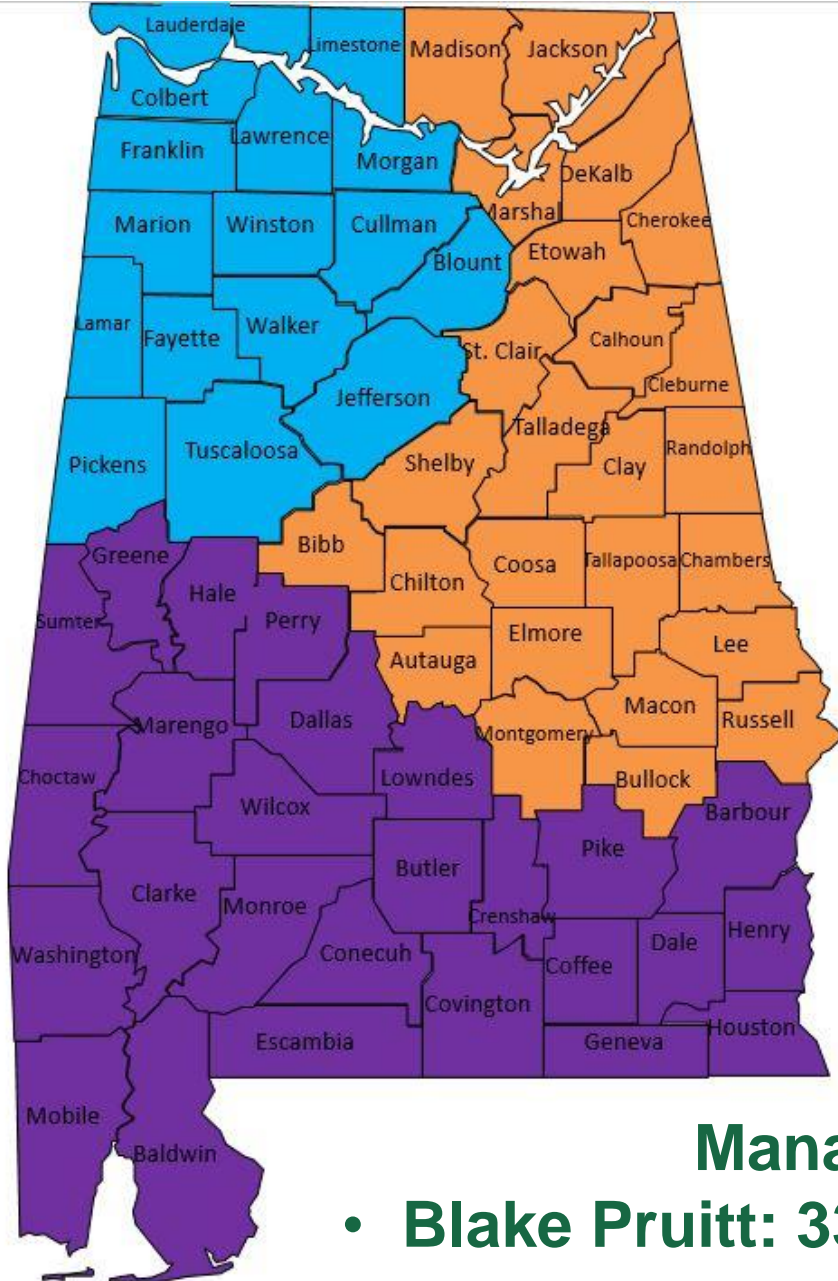 Lauderdale
Limestone
Madison
Jackson
Colbert
Lawrence
Franklin
Morgan
DeKalb
Marshal
Cherokee
Marion
Winston
Cullman
Blount
Etowah
Lamar
Fayette
Walker
St. Clair
Calhoun
Cleburne
Jefferson
Talladega
Pickens
Tuscaloosa
Shelby
Clay
Randolph
Greene
Bibb
Chilton
Coosa
Tallapoosa
Chambers
Sumter
Hale
Perry
Autauga
Elmore
Lee
Marengo
Dallas
Montgomery
Macon
Russell
Choctaw
Lowndes
Bullock
Wilcox
Barbour
Clarke
Monroe
Butler
Pike
Crenshaw
Washington
Conecuh
Coffee
Dale
Henry
Covington
Escambia
Geneva
Houston
Mobile
Baldwin
Mana
• Blake Pruitt: 33